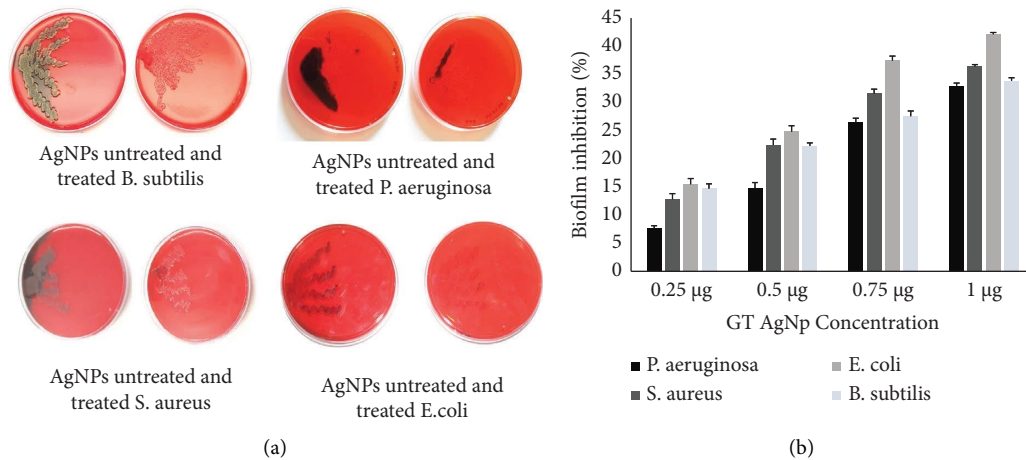 AgNPs untreated and
treated B. subtilis
AgNPs untreated and
treated P. aeruginosa
AgNPs untreated and
treated S. aureus
AgNPs untreated and
treated E.coli
(a)
Biofilm inhibition (%)
45
40
35
30
25
20
15
10
5
0
0.25 µg
0.5 µg
0.75 µg
1 µg
GT AgNp Concentration
P. aeruginosa
S. aureus
E. coli
B. subtilis
(b)